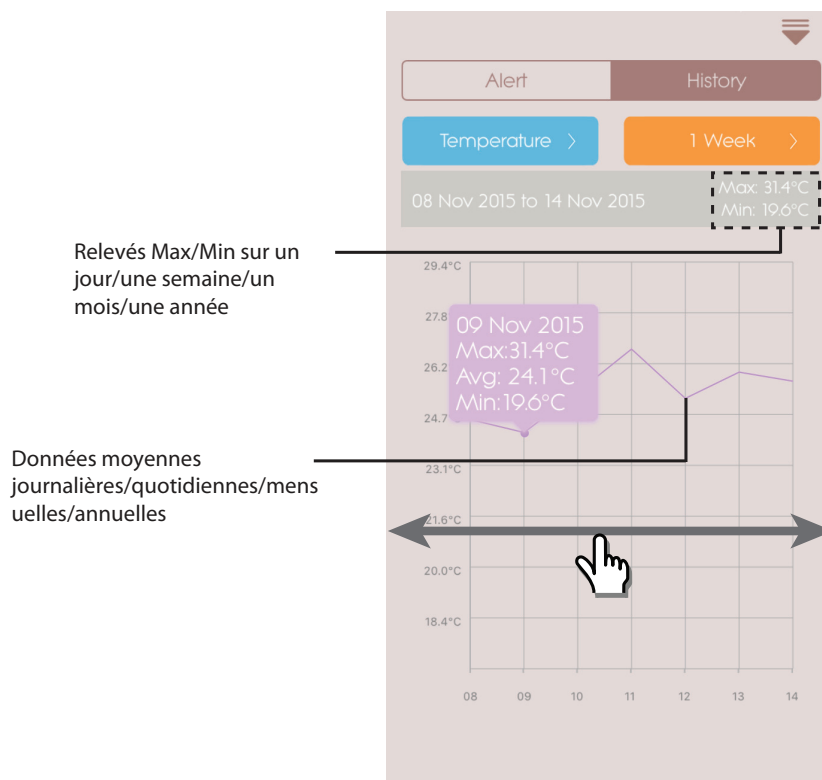 Alert
History
Temperature >
1 Week >
08 Nov 2015 to 14 Nov 2015
Max: 31.4°C
Min: 19.6°C
Relevés Max/Min sur un
jour/une semaine/un
mois/une année
29.4°C
27.8
09 Nov 2015
Max:31.4°C
Avg: 24.1°C
Min:19.6°C
26.2
24.7
Données moyennes
journalières/quotidiennes/mens
uelles/annuelles
23.1°C
21.6°C
20.0°C
18.4°C
08 09 10 11 12 13 14